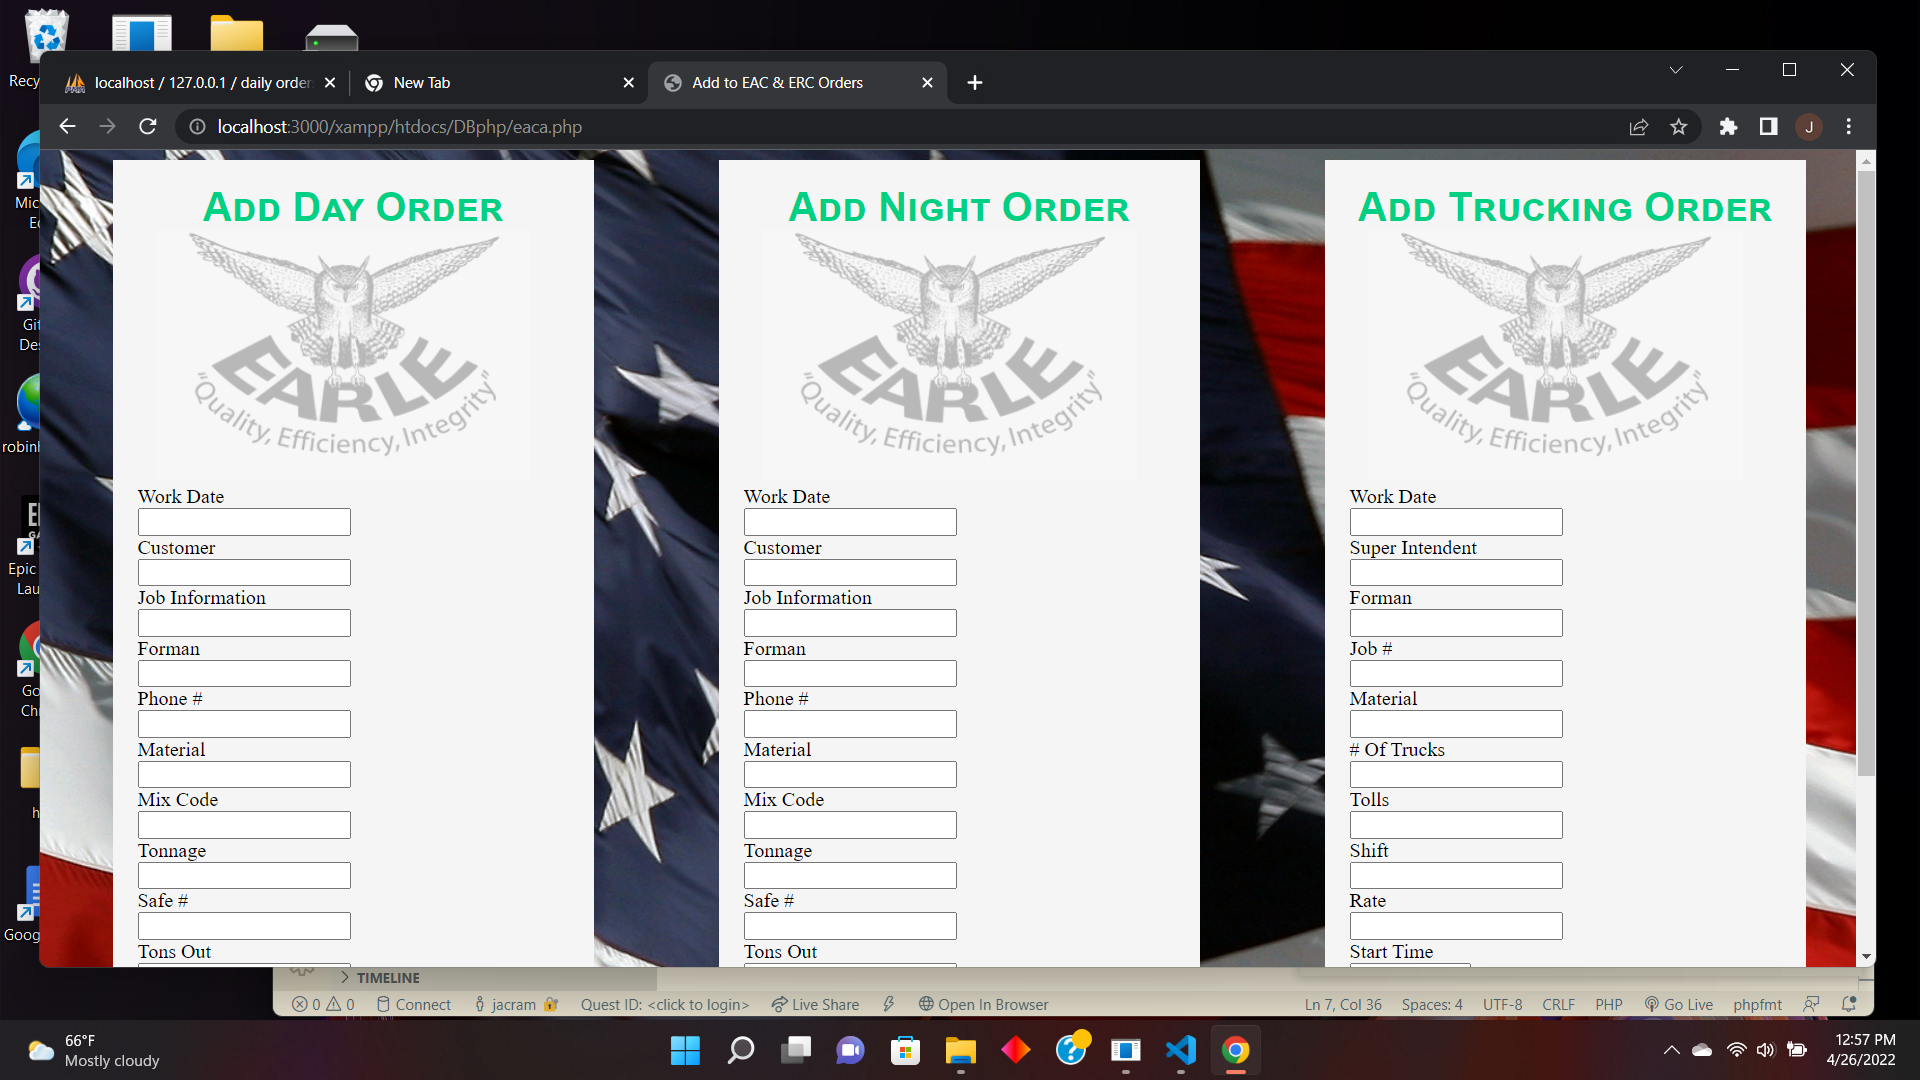 Recy
localhost / 127.0.0.1 / daily order
New Tab
Add to EAC & ERC Orders
localhost:3000/xampp/htdocs/DBphp/eaca.php
J
Mic
Ec
Git
Des
robinh
Epic
Lau
Go
Chr
h
Goog
Add Day Order
EARLE
"Quality, Efficiency, Integrity"
Work Date
Customer
Job Information
Forman
Phone #
Material
Mix Code
Tonnage
Safe #
Tons Out
Add Night Order
EARLE
"Quality, Efficiency, Integrity"
Work Date
Customer
Job Information
Forman
Phone #
Material
Mix Code
Tonnage
Safe #
Tons Out
Add Trucking Order
EARLE
"Quality, Efficiency, Integrity"
Work Date
Super Intendent
Forman
Job #
Material
# Of Trucks
Tolls
Shift
Rate
Start Time
TIMELINE
0 0 Connect jacram Quest ID: <click to login> Live Share Open In Browser Ln 7, Col 36 Spaces: 4 UTF-8 CRLF PHP Go Live phpfmt
66°F
Mostly cloudy
12:57 PM
4/26/2022